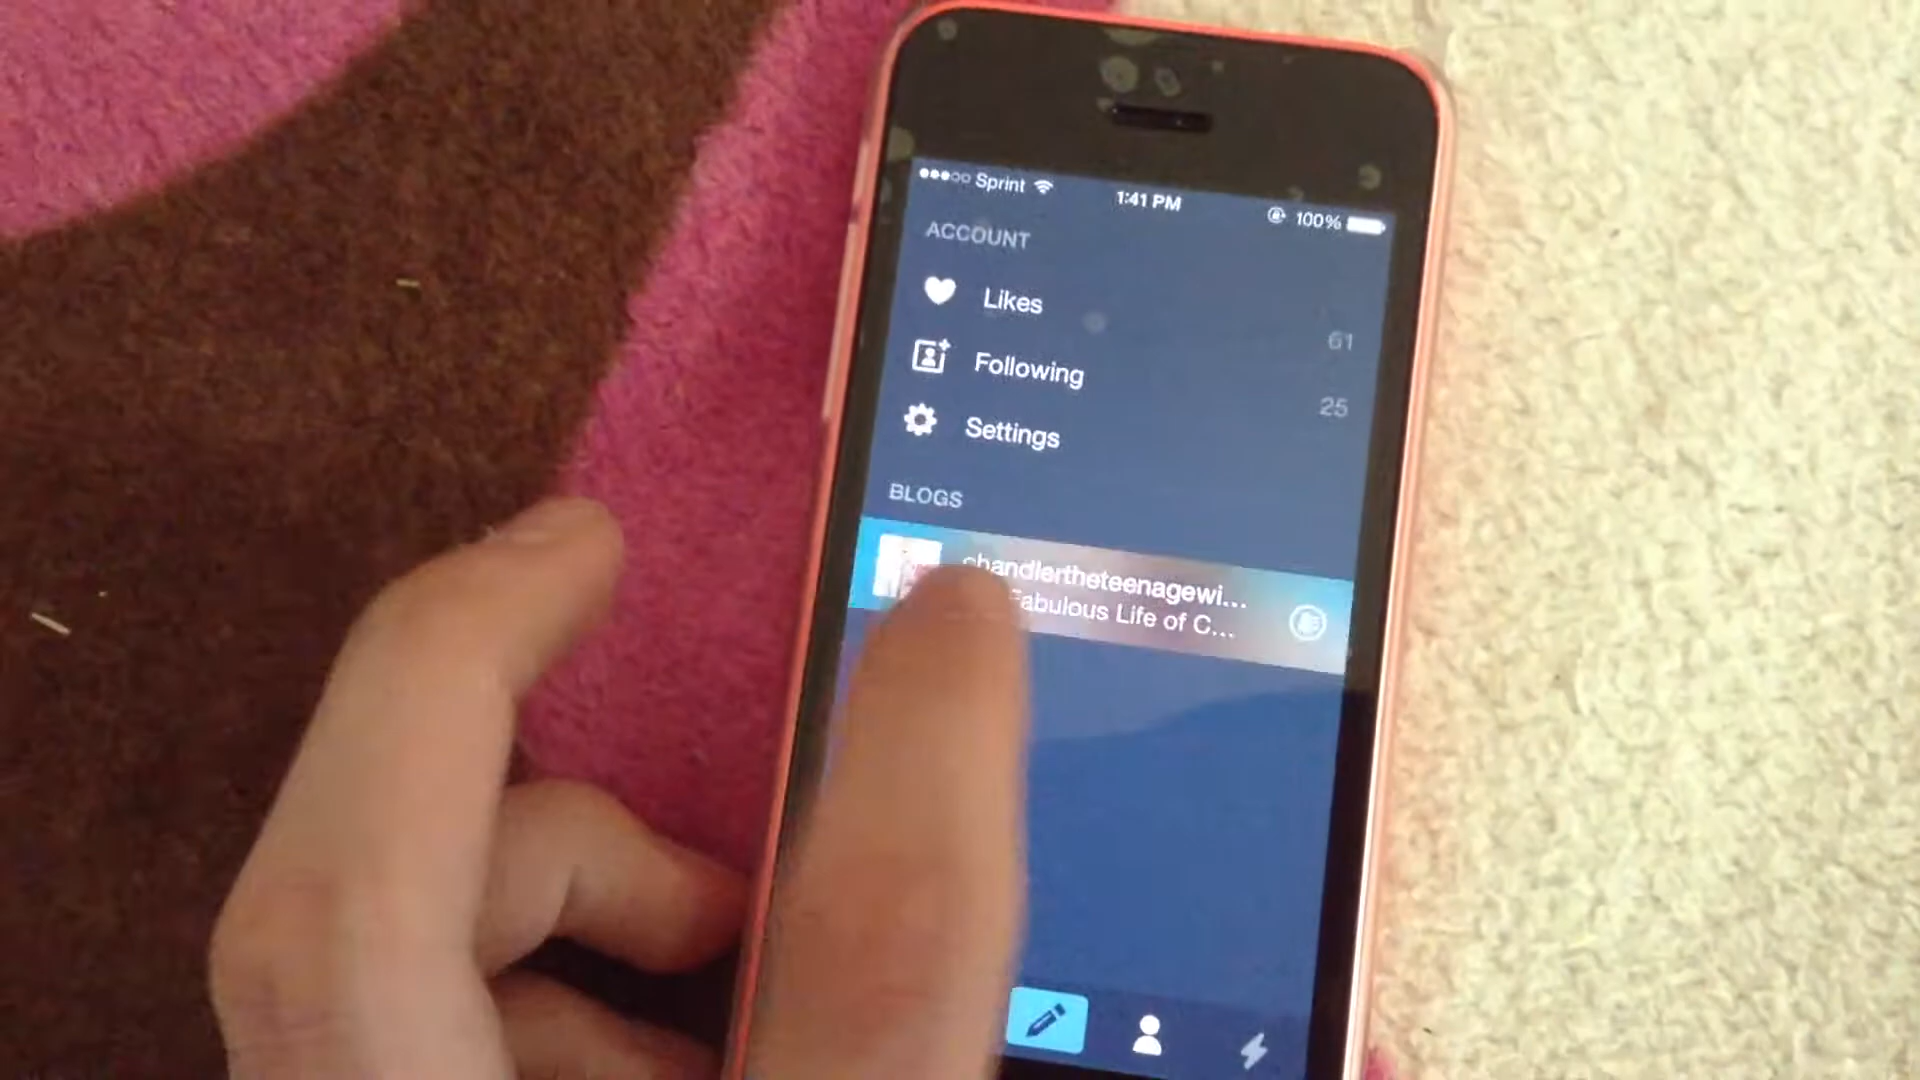 Sprint 1:41 PM 100%
ACCOUNT
Likes 61
Following 25
Settings
BLOGS
chandlertheteenagewi...
Fabulous Life of C...